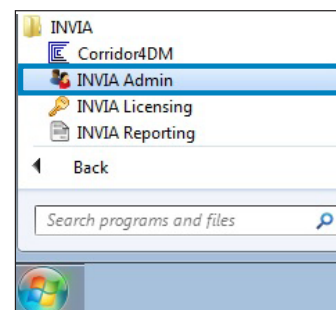 INVIA
Corridor4DM
INVIA Admin
INVIA Licensing
INVIA Reporting
Back
Search programs and files